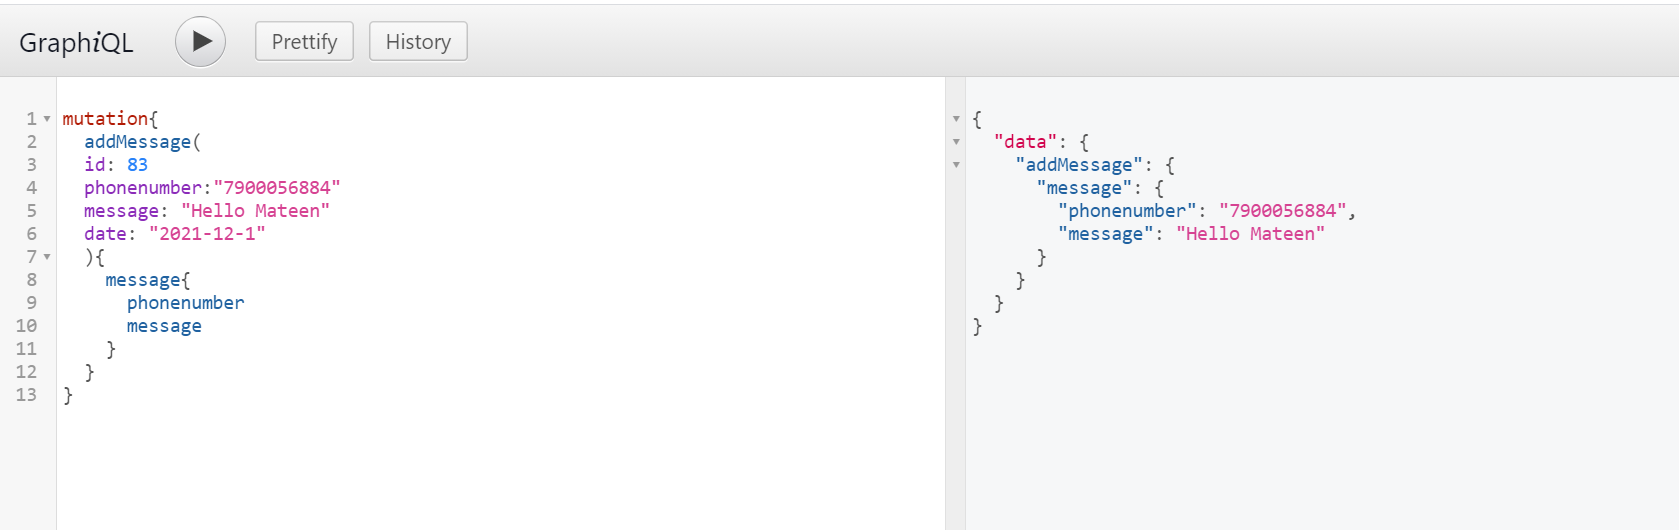 GraphiQL Prettify History
1 mutation{
2 addMessage(
3 id: 83
4 phonenumber:"7900056884"
5 message: "Hello Mateen"
6 date: "2021-12-1"
7 ){
8 message{
9 phonenumber
10 message
11 }
12 }
13 }
{
"data": {
"addMessage": {
"message": {
"phonenumber": "7900056884",
"message": "Hello Mateen"
}
}
}
}